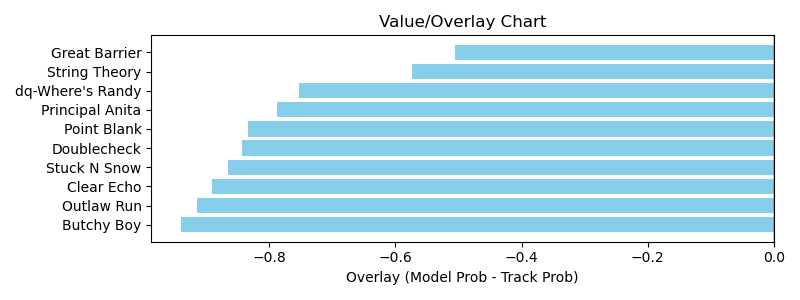 Value/Overlay Chart
Great Barrier
String Theory
dq-Where's Randy
Principal Anita
Point Blank
Doublecheck
Stuck N Snow
Clear Echo
Outlaw Run
Butchy Boy
−0.8 −0.6 −0.4 −0.2 0.0
Overlay (Model Prob - Track Prob)